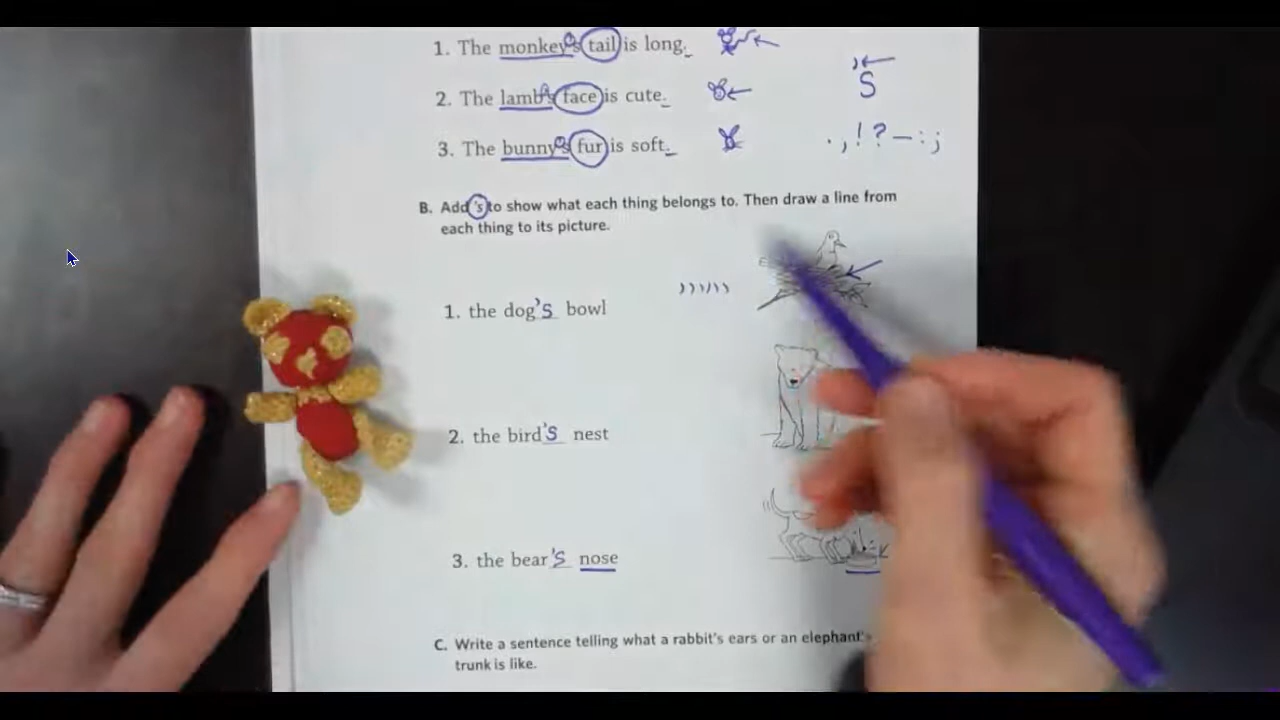 1. The monkey's tail is long.
2. The lamb's face is cute.
3. The bunny's fur is soft.
's
. , ! ? – : ;
B. Add 's to show what each thing belongs to. Then draw a line from
each thing to its picture.
1. the dog's bowl
,,,,,,
2. the bird's nest
3. the bear's nose
C. Write a sentence telling what a rabbit's ears or an elephant's
trunk is like.